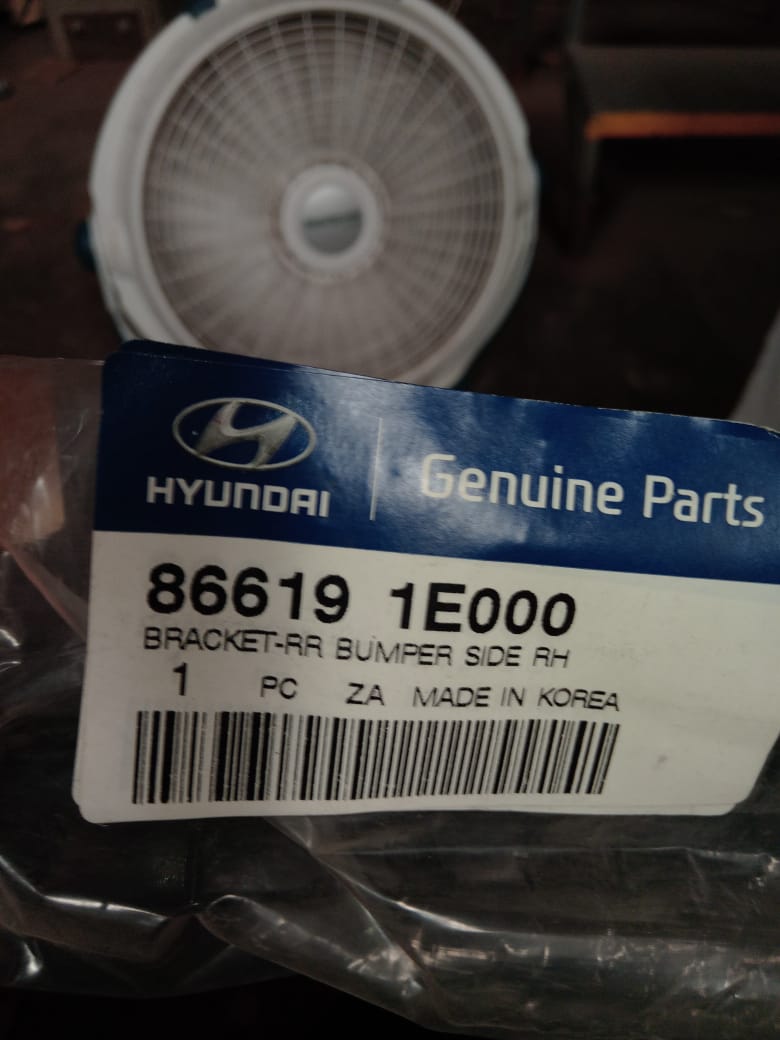 HYUNDAI
Genuine Parts
86619 1E000
BRACKET-RR BUMPER SIDE RH
1 PC ZA MADE IN KOREA